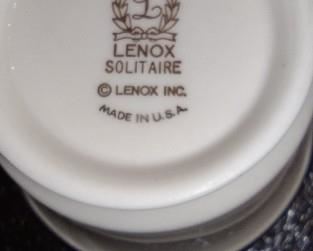 L
LENOX
SOLITAIRE
© LENOX INC.
MADE IN U.S.A.